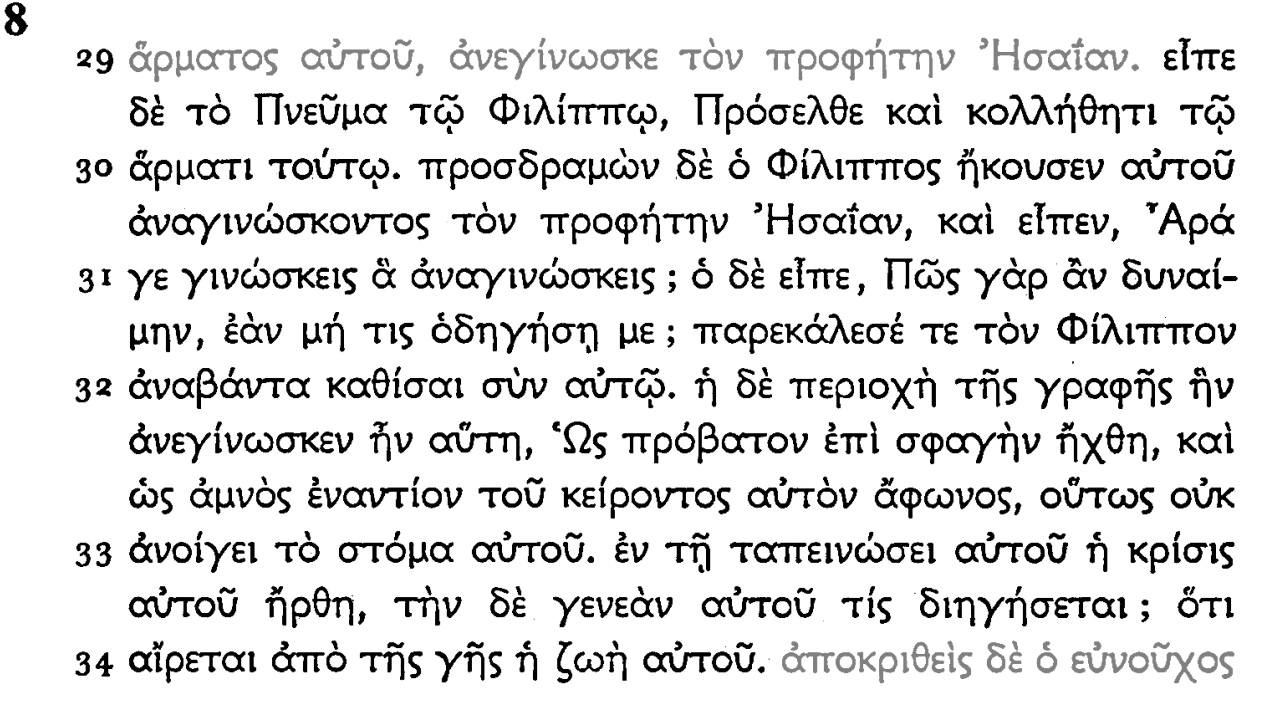 8
29 ἅρματος αὐτοῦ, ἀνεγίνωσκε τὸν προφήτην Ἠσαΐαν. εἶπε
δὲ τὸ Πνεῦμα τῷ Φιλίππῳ, Πρόσελθε καὶ κολλήθητι τῷ
30 ἅρματι τούτῳ. προσδραμὼν δὲ ὁ Φίλιππος ἤκουσεν αὐτοῦ
ἀναγινώσκοντος τὸν προφήτην Ἠσαΐαν, καὶ εἶπεν, Ἆρά
31 γε γινώσκεις ἃ ἀναγινώσκεις; ὁ δὲ εἶπε, Πῶς γὰρ ἂν δυναί-
μην, ἐὰν μή τις ὁδηγήσῃ με; παρεκάλεσέ τε τὸν Φίλιππον
32 ἀναβάντα καθίσαι σὺν αὐτῷ. ἡ δὲ περιοχὴ τῆς γραφῆς ἣν
ἀνεγίνωσκεν ἦν αὕτη, Ὡς πρόβατον ἐπὶ σφαγὴν ἤχθη, καὶ
ὡς ἀμνὸς ἐναντίον τοῦ κείροντος αὐτὸν ἄφωνος, οὕτως οὐκ
33 ἀνοίγει τὸ στόμα αὐτοῦ. ἐν τῇ ταπεινώσει αὐτοῦ ἡ κρίσις
αὐτοῦ ἤρθη, τὴν δὲ γενεὰν αὐτοῦ τίς διηγήσεται; ὅτι
34 αἴρεται ἀπὸ τῆς γῆς ἡ ζωὴ αὐτοῦ. ἀποκριθεὶς δὲ ὁ εὐνοῦχος